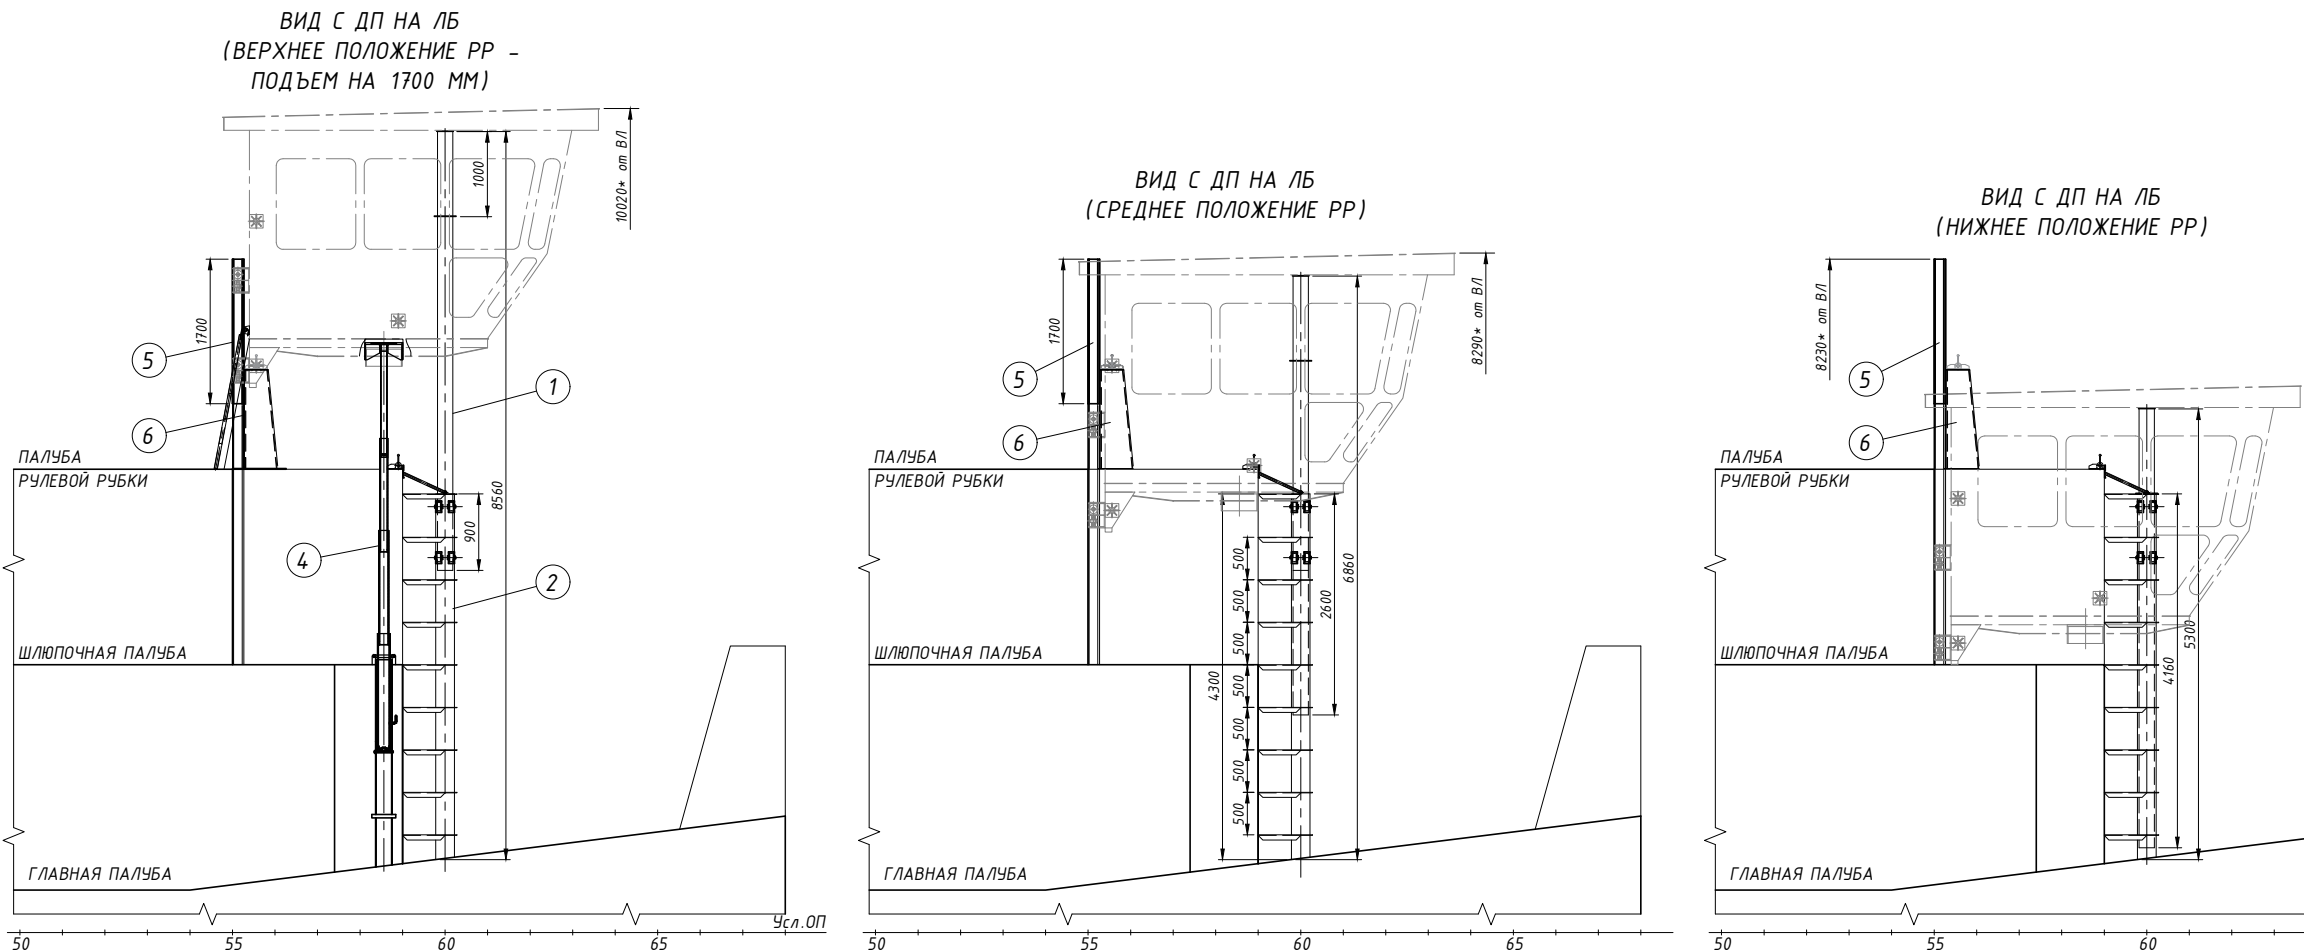 ВИД С ДП НА ЛБ
(ВЕРХНЕЕ ПОЛОЖЕНИЕ РР -
ПОДЪЕМ НА 1700 ММ)
10020* от ВЛ
1000
1700
5
1
6
ПАЛУБА
РУЛЕВОЙ РУБКИ
8560
900
4
2
ШЛЮПОЧНАЯ ПАЛУБА
ГЛАВНАЯ ПАЛУБА
Усл.ОП
50
55
60
65
ВИД С ДП НА ЛБ
(СРЕДНЕЕ ПОЛОЖЕНИЕ РР)
8290* от ВЛ
1700
5
6
ПАЛУБА
РУЛЕВОЙ РУБКИ
6860
2600
500
500
500
500
500
500
500
4300
ШЛЮПОЧНАЯ ПАЛУБА
ГЛАВНАЯ ПАЛУБА
50
55
60
65
ВИД С ДП НА ЛБ
(НИЖНЕЕ ПОЛОЖЕНИЕ РР)
8230* от ВЛ
5
6
ПАЛУБА
РУЛЕВОЙ РУБКИ
5300
4160
ШЛЮПОЧНАЯ ПАЛУБА
ГЛАВНАЯ ПАЛУБА
50
55
60